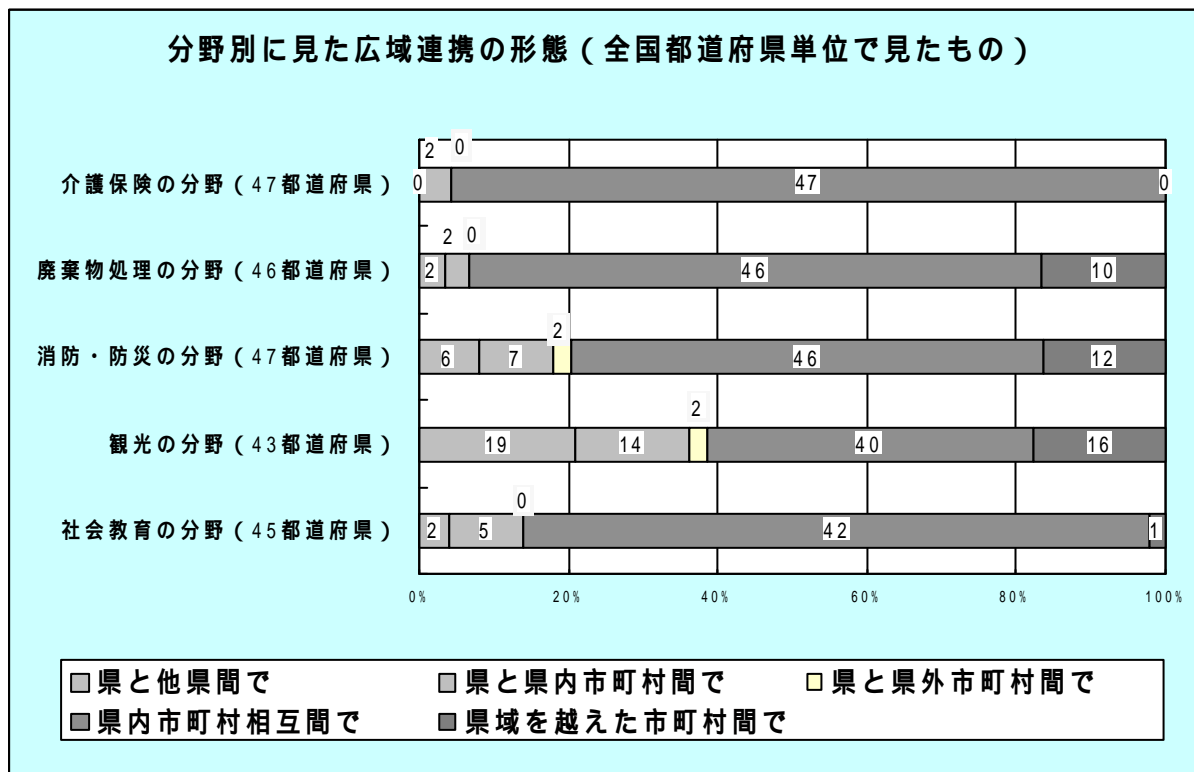 分野別に見た広域連携の形態（全国都道府県単位で見たもの）
2 0
介護保険の分野（47都道府県） 0 47 0
2 0
廃棄物処理の分野（46都道府県） 2 46 10
2
消防・防災の分野（47都道府県） 6 7 46 12
2
観光の分野（43都道府県） 19 14 40 16
0
社会教育の分野（45都道府県） 2 5 42 1
0% 20% 40% 60% 80% 100%
県と他県間で 県と県内市町村間で 県と県外市町村間で
県内市町村相互間で 県域を越えた市町村間で